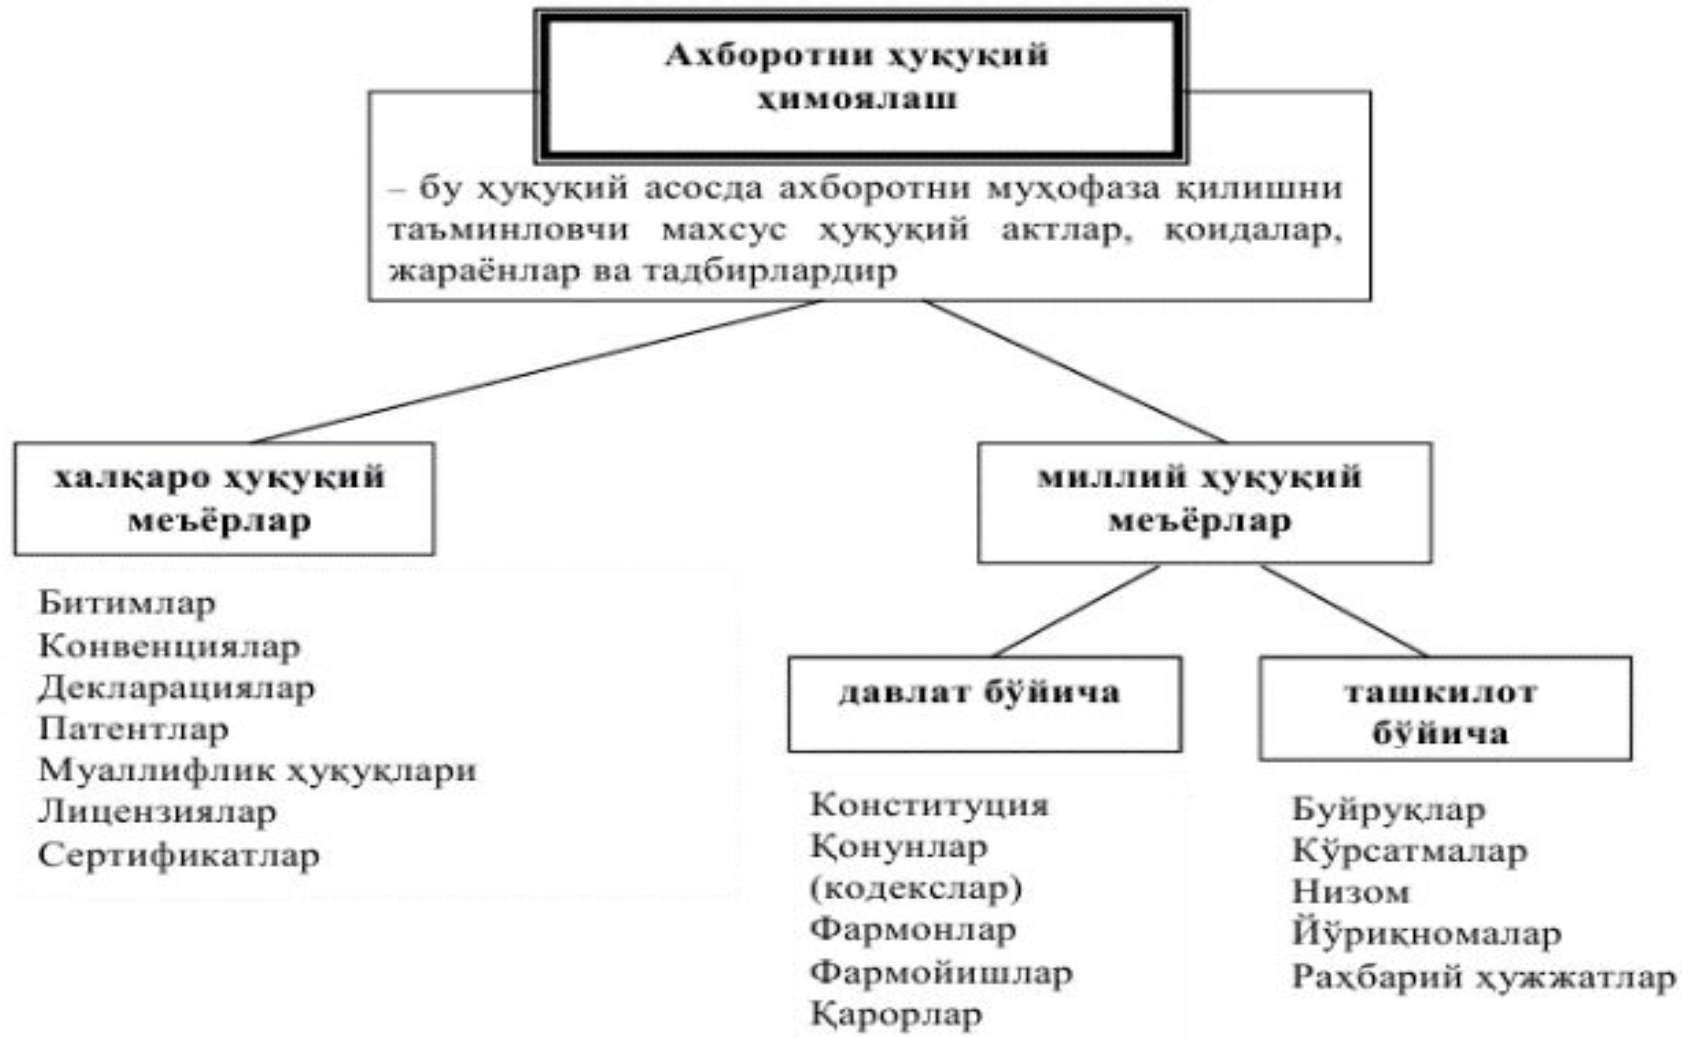 Ахборотни ҳуқуқий
ҳимоялаш
– бу ҳуқуқий асосда ахборотни муҳофаза қилишни
таъминловчи махсус ҳуқуқий актлар, қоидалар,
жараёнлар ва тадбирлардир
халқаро ҳуқуқий
меъёрлар
Битимлар
Конвенциялар
Декларациялар
Патентлар
Муаллифлик ҳуқуқлари
Лицензиялар
Сертификатлар
миллий ҳуқуқий
меъёрлар
давлат бўйича
Конституция
Қонунлар
(кодекслар)
Фармонлар
Фармойишлар
Қарорлар
ташкилот
бўйича
Буйруқлар
Кўрсатмалар
Низом
Йўриқномалар
Раҳбарий ҳужжатлар